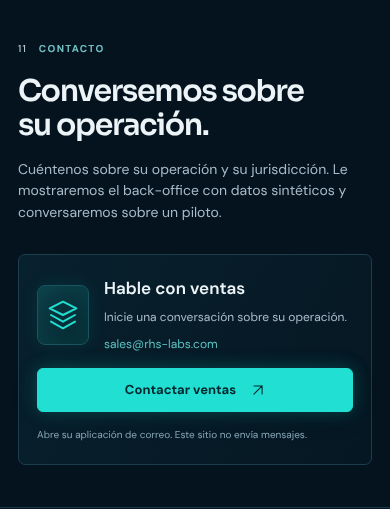 11 CONTACTO
Conversemos sobre
su operación.
Cuéntenos sobre su operación y su jurisdicción. Le
mostraremos el back-office con datos sintéticos y
conversaremos sobre un piloto.
Hable con ventas
Inicie una conversación sobre su operación.
sales@rhs-labs.com
Contactar ventas
Abre su aplicación de correo. Este sitio no envía mensajes.